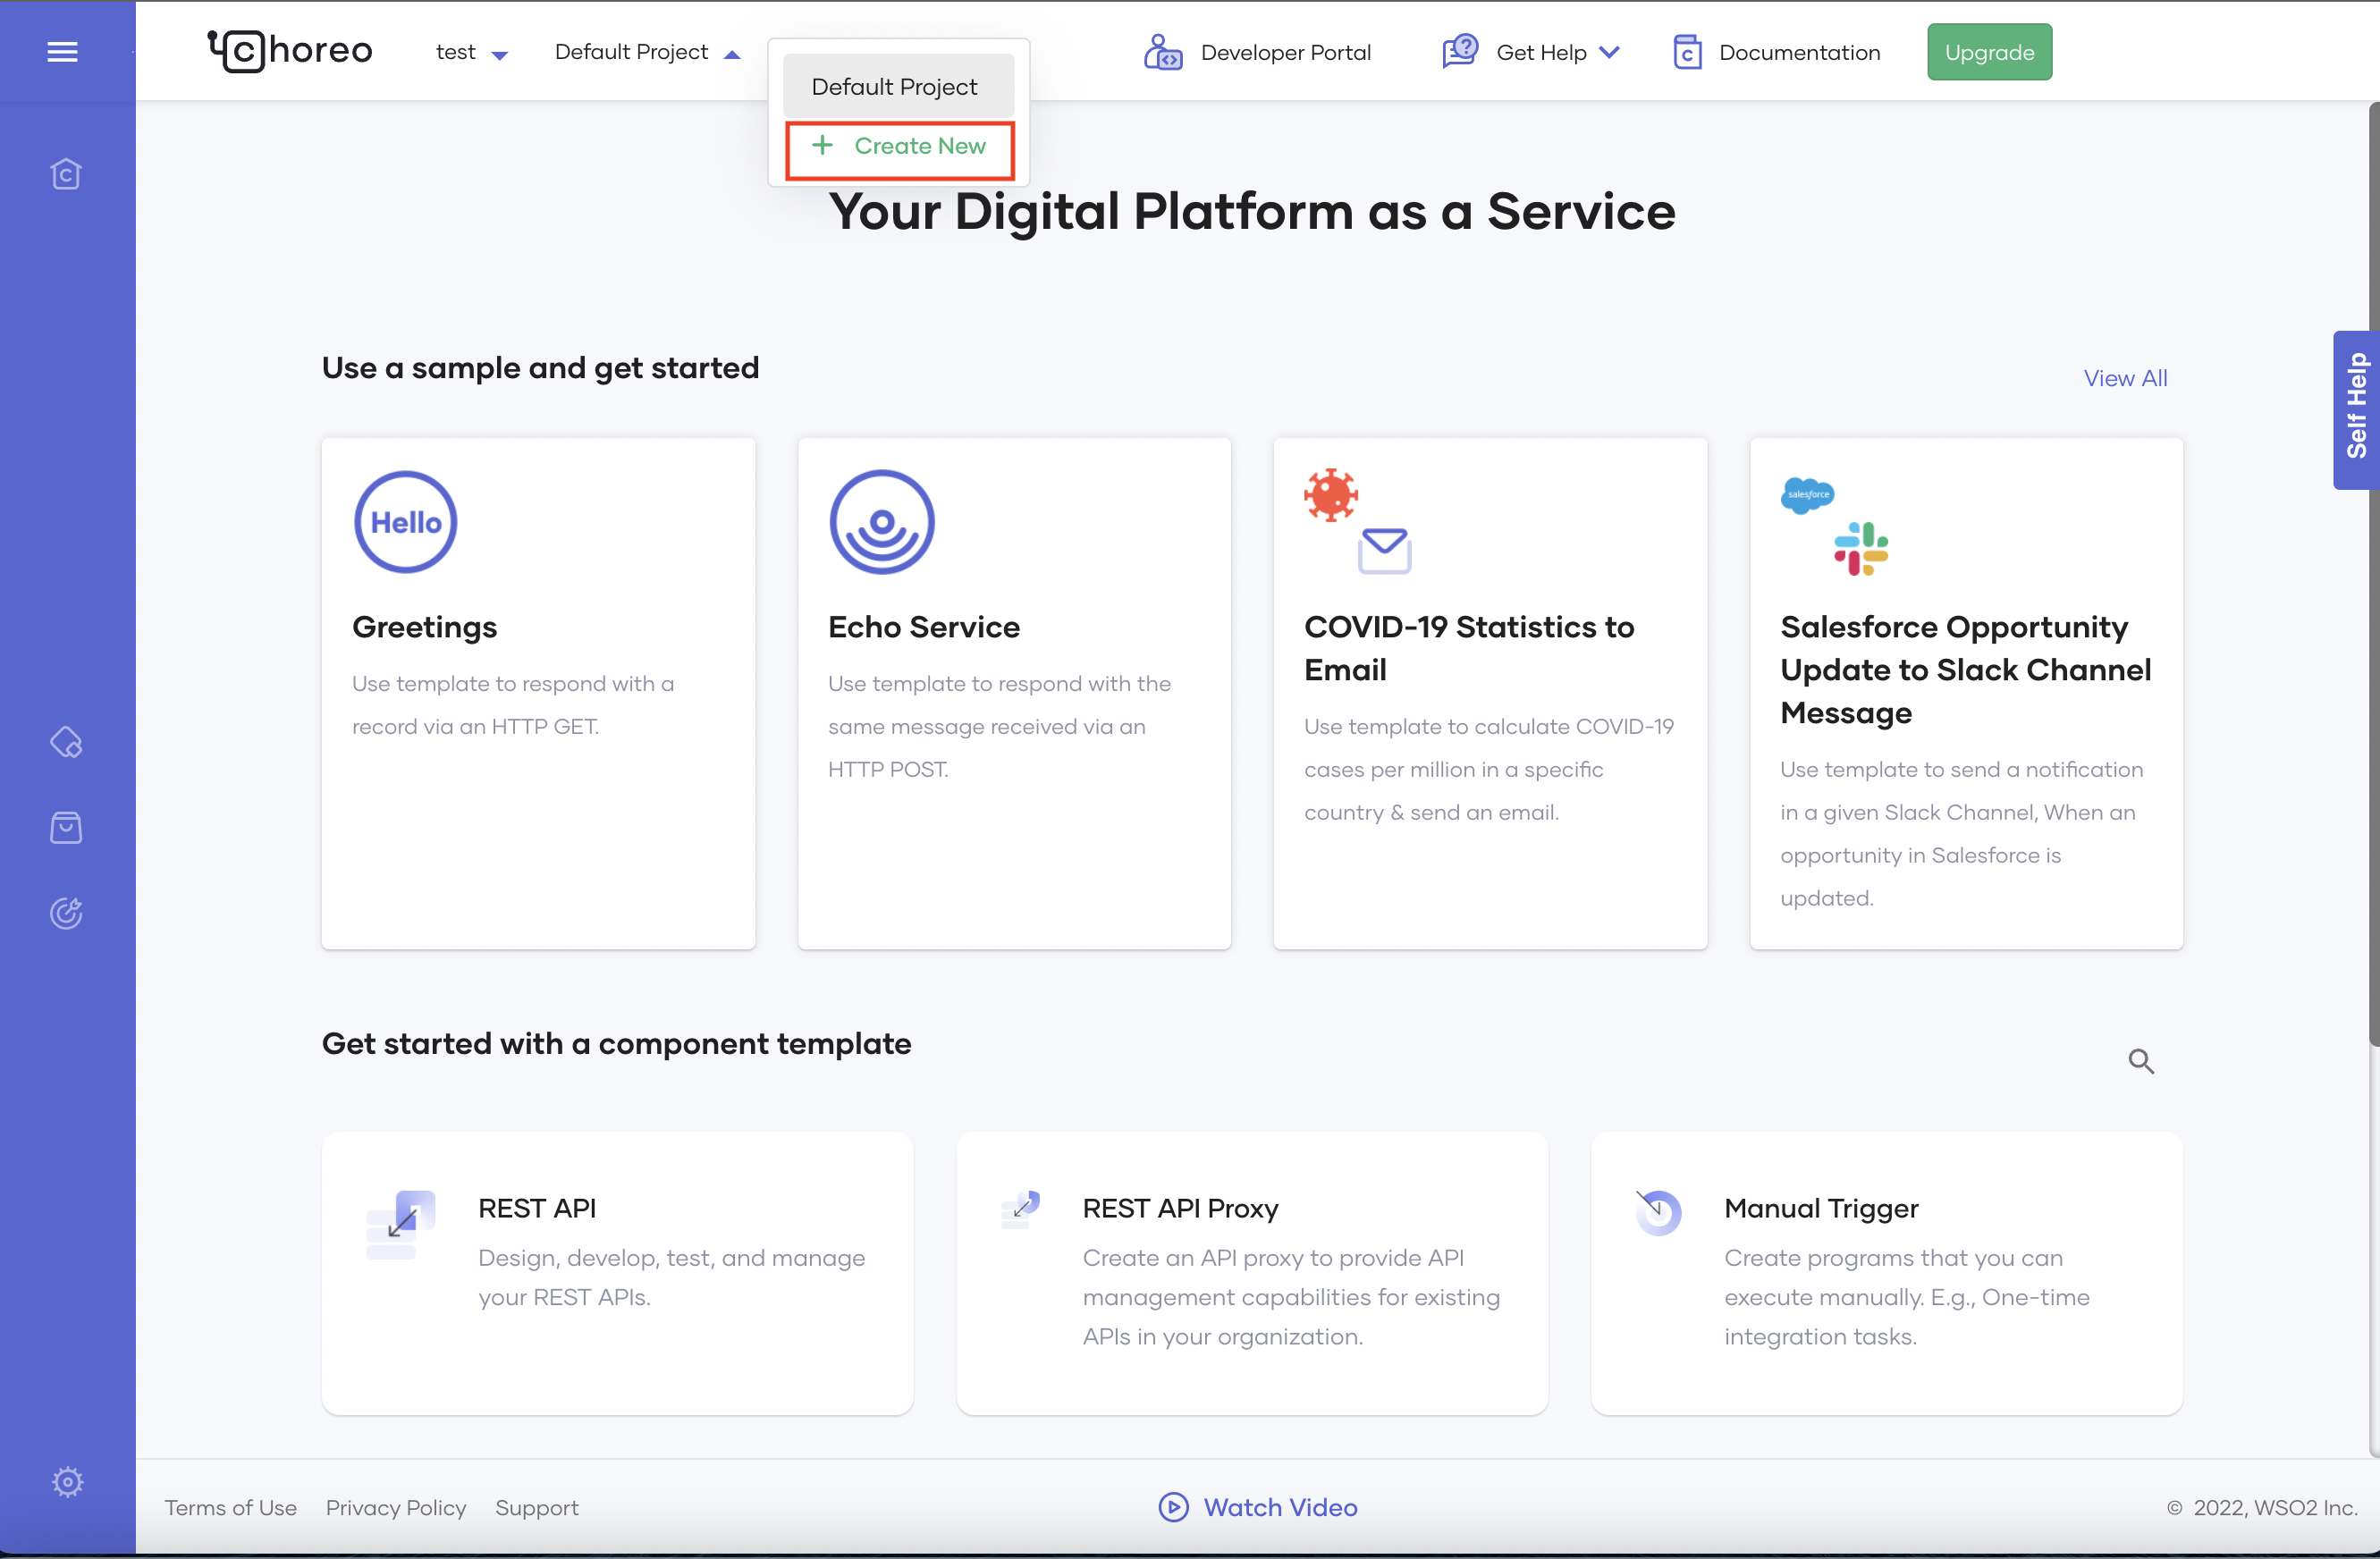 choreo
test
Default Project
Default Project
+ Create New
Developer Portal
Get Help
Documentation
Upgrade
Your Digital Platform as a Service
Self Help
Use a sample and get started
View All
Hello
Greetings
Use template to respond with a
record via an HTTP GET.
Echo Service
Use template to respond with the
same message received via an
HTTP POST.
COVID-19 Statistics to
Email
Use template to calculate COVID-19
cases per million in a specific
country & send an email.
salesforce
Salesforce Opportunity
Update to Slack Channel
Message
Use template to send a notification
in a given Slack Channel, When an
opportunity in Salesforce is
updated.
Get started with a component template
REST API
Design, develop, test, and manage
your REST APIs.
REST API Proxy
Create an API proxy to provide API
management capabilities for existing
APIs in your organization.
Manual Trigger
Create programs that you can
execute manually. E.g., One-time
integration tasks.
Terms of Use
Privacy Policy
Support
Watch Video
© 2022, WSO2 Inc.